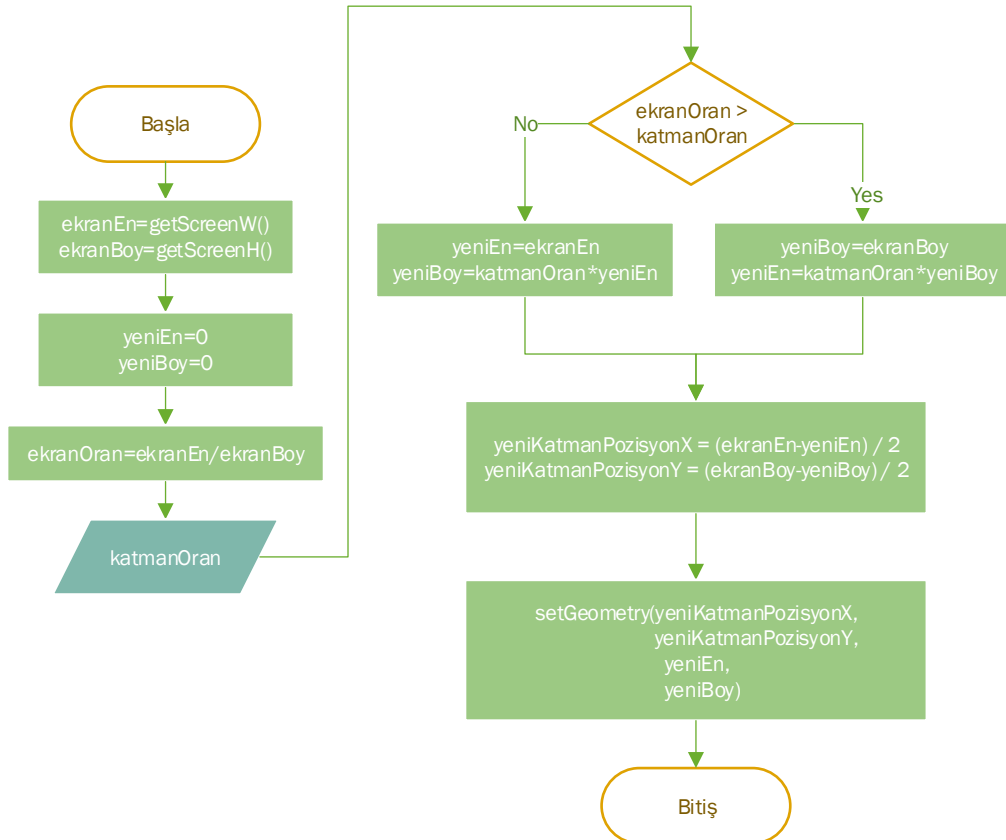 Başla
ekranEn=getScreenW()
ekranBoy=getScreenH()
yeniEn=0
yeniBoy=0
ekranOran=ekranEn/ekranBoy
katmanOran
ekranOran >
katmanOran
No
Yes
yeniEn=ekranEn
yeniBoy=katmanOran*yeniEn
yeniBoy=ekranBoy
yeniEn=katmanOran*yeniBoy
yeniKatmanPozisyonX = (ekranEn-yeniEn) / 2
yeniKatmanPozisyonY = (ekranBoy-yeniBoy) / 2
setGeometry(yeniKatmanPozisyonX,
yeniKatmanPozisyonY,
yeniEn,
yeniBoy)
Bitiş